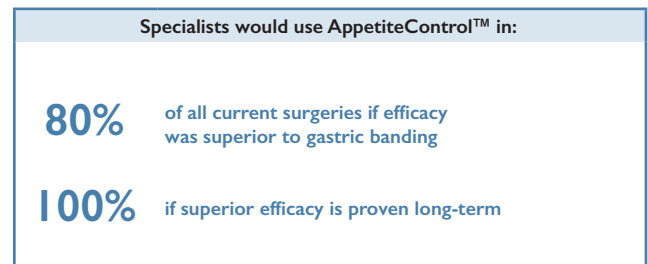 Specialists would use AppetiteControl™ in:
80%
of all current surgeries if efficacy
was superior to gastric banding
100%
if superior efficacy is proven long-term